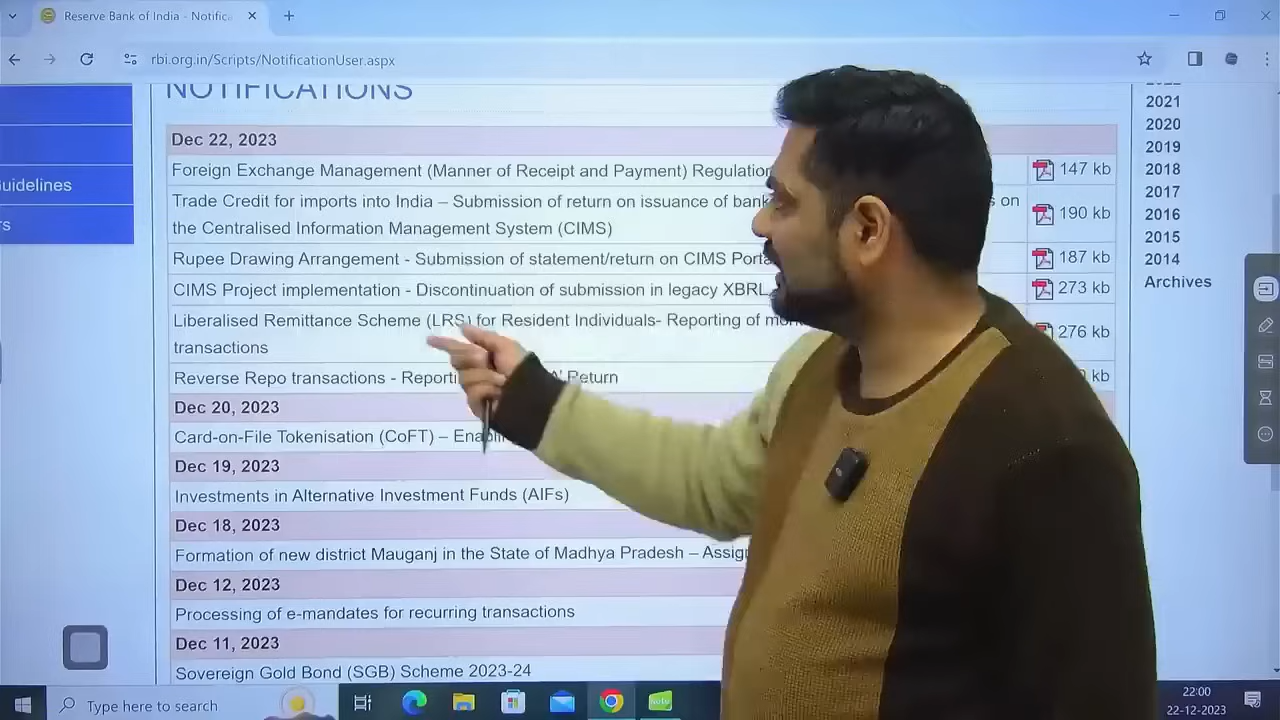 Reserve Bank of India - Notifica
rbi.org.in/Scripts/NotificationUser.aspx
NOTIFICATIONS
Dec 22, 2023
Foreign Exchange Management (Manner of Receipt and Payment)
147 kb
Trade Credit for imports into India – Submission of return on issuance of bank
s on
the Centralised Information Management System (CIMS)
190 kb
Rupee Drawing Arrangement - Submission of statement/return on CIMS
187 kb
CIMS Project implementation - Discontinuation of submission in legacy XBRL
273 kb
Liberalised Remittance Scheme (LRS) for Resident Individuals- Reporting of
transactions
276 kb
Reverse Repo transactions -
Return
kb
Dec 20, 2023
Card-on-File Tokenisation (CoFT) –
Dec 19, 2023
Investments in Alternative Investment Funds (AIFs)
Dec 18, 2023
Formation of new district Mauganj in the State of Madhya Pradesh –
Dec 12, 2023
Processing of e-mandates for recurring transactions
Dec 11, 2023
Sovereign Gold Bond (SGB) Scheme 2023-24
uidelines
rs
2021
2020
2019
2018
2017
2016
2015
2014
Archives
Type here to search
help
22:00
22-12-2023